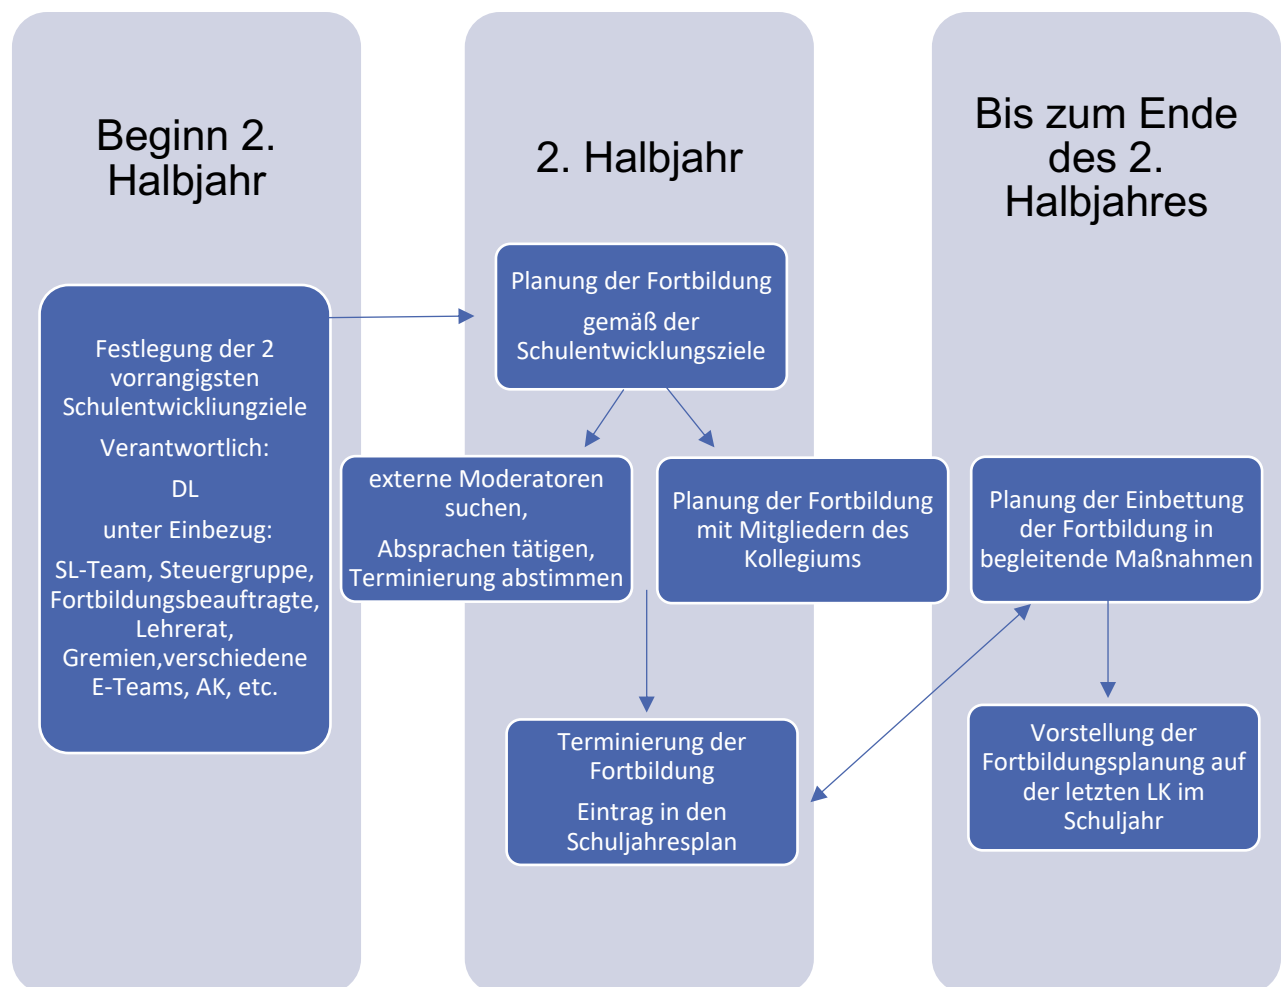 Beginn 2.
Halbjahr
Festlegung der 2
vorrangigsten
Schulentwickliungziele
Verantwortlich:
DL
unter Einbezug:
SL-Team, Steuergruppe,
Fortbildungsbeauftragte,
Lehrerat,
Gremien,verschiedene
E-Teams, AK, etc.
2. Halbjahr
Planung der Fortbildung
gemäß der
Schulentwicklungsziele
externe Moderatoren
suchen,
Absprachen tätigen,
Terminierung abstimmen
Planung der Fortbildung
mit Mitgliedern des
Kollegiums
Terminierung der
Fortbildung
Eintrag in den
Schuljahresplan
Bis zum Ende
des 2.
Halbjahres
Planung der Einbettung
der Fortbildung in
begleitende Maßnahmen
Vorstellung der
Fortbildungsplanung auf
der letzten LK im
Schuljahr